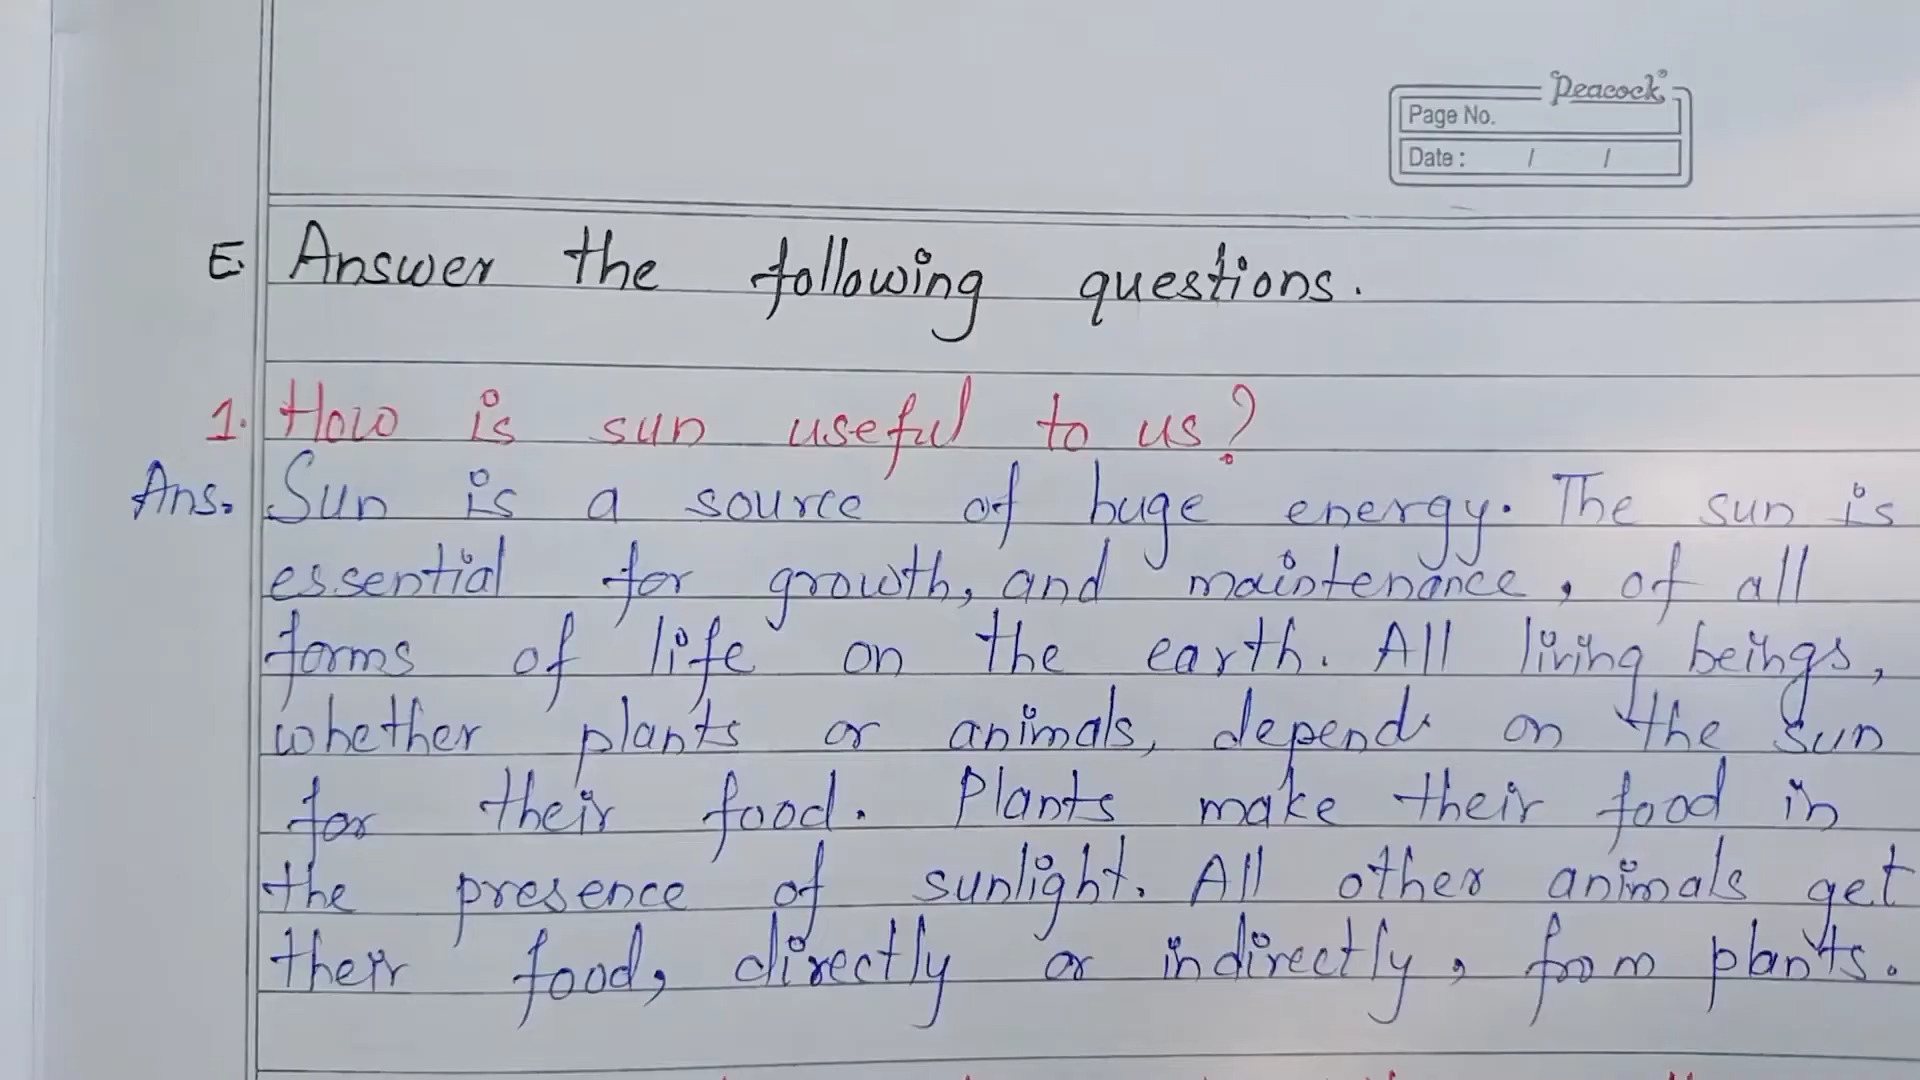 Peacock
Page No.
Date : / /
E. Answer the following questions.
1. How is sun useful to us?
Ans. Sun is a source of huge energy. The sun is
essential for growth, and maintenance, of all
forms of life on the earth. All living beings,
whether plants or animals, depend on the sun
for their food. Plants make their food in
the presence of sunlight. All other animals get
their food, directly or indirectly, from plants.